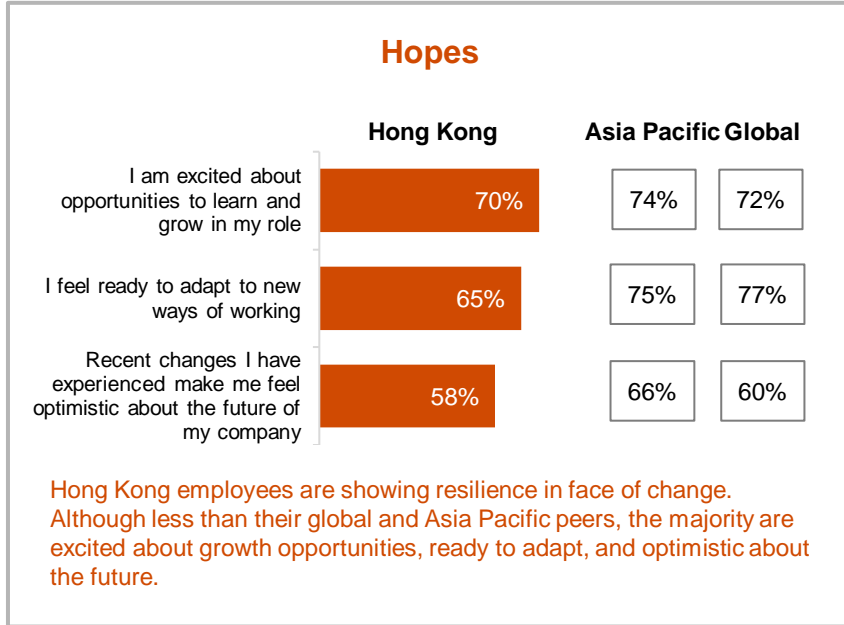 Hopes
Hong Kong
Asia Pacific Global
I am excited about
opportunities to learn and
grow in my role
70%
74%
72%
I feel ready to adapt to new
ways of working
65%
75%
77%
Recent changes I have
experienced make me feel
optimistic about the future of
my company
58%
66%
60%
Hong Kong employees are showing resilience in face of change.
Although less than their global and Asia Pacific peers, the majority are
excited about growth opportunities, ready to adapt, and optimistic about
the future.